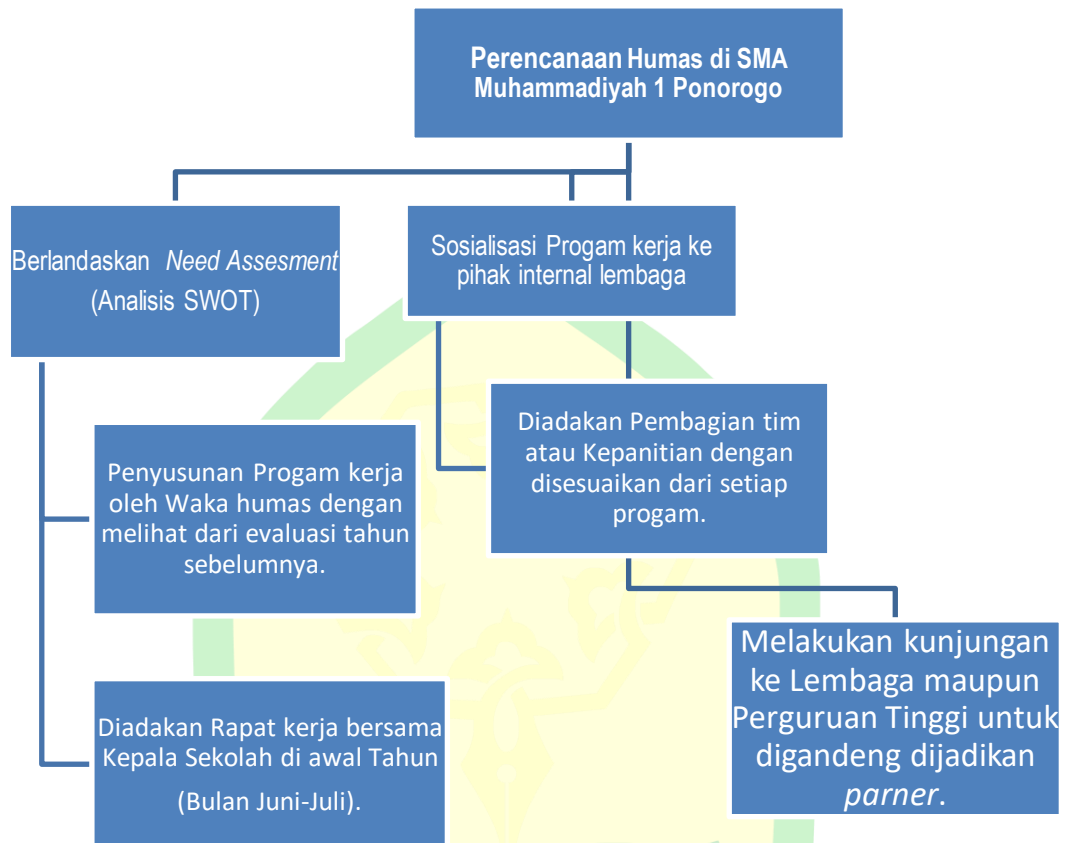 Perencanaan Humas di SMA
Muhammadiyah 1 Ponorogo
Berlandaskan Need Assesment
(Analisis SWOT)
Sosialisasi Progam kerja ke
pihak internal lembaga
Penyusunan Progam kerja
oleh Waka humas dengan
melihat dari evaluasi tahun
sebelumnya.
Diadakan Pembagian tim
atau Kepanitian dengan
disesuaikan dari setiap
progam.
Diadakan Rapat kerja bersama
Kepala Sekolah di awal Tahun
(Bulan Juni-Juli).
Melakukan kunjungan
ke Lembaga maupun
Perguruan Tinggi untuk
digandeng dijadikan
parner.